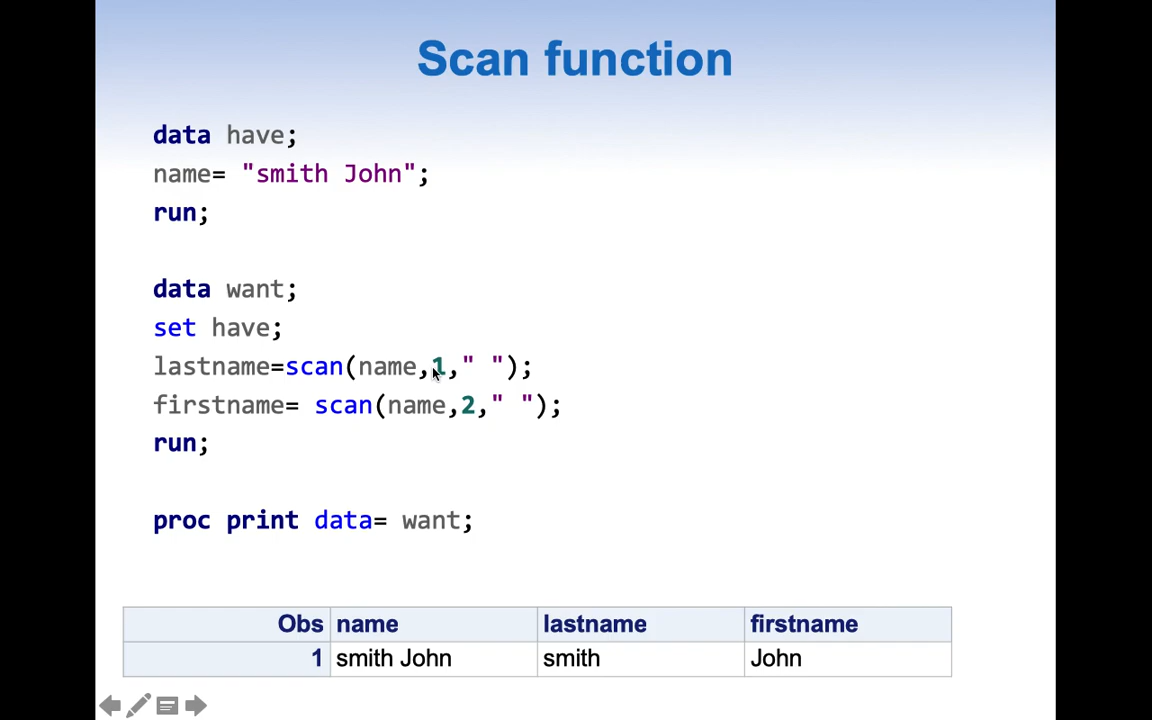 Scan function
data have;
name= "smith John";
run;
data want;
set have;
lastname=scan(name,1," ");
firstname= scan(name,2," ");
run;
proc print data= want;
Obs name lastname firstname
1 smith John smith John